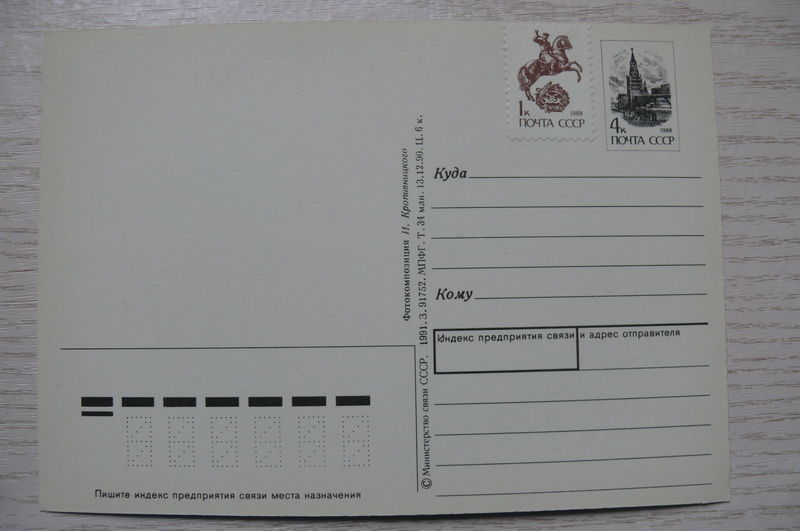 1к
1988
ПОЧТА СССР
4к
1988
ПОЧТА СССР
Куда
Кому
Индекс предприятия связи и адрес отправителя
Фотокомпозиция И. Кропивницкого
© Министерство связи СССР. 1991. З. 91752. МПФГ. Т. 34 млн. 13.12.90. Ц. 6 к.
Пишите индекс предприятия связи места назначения